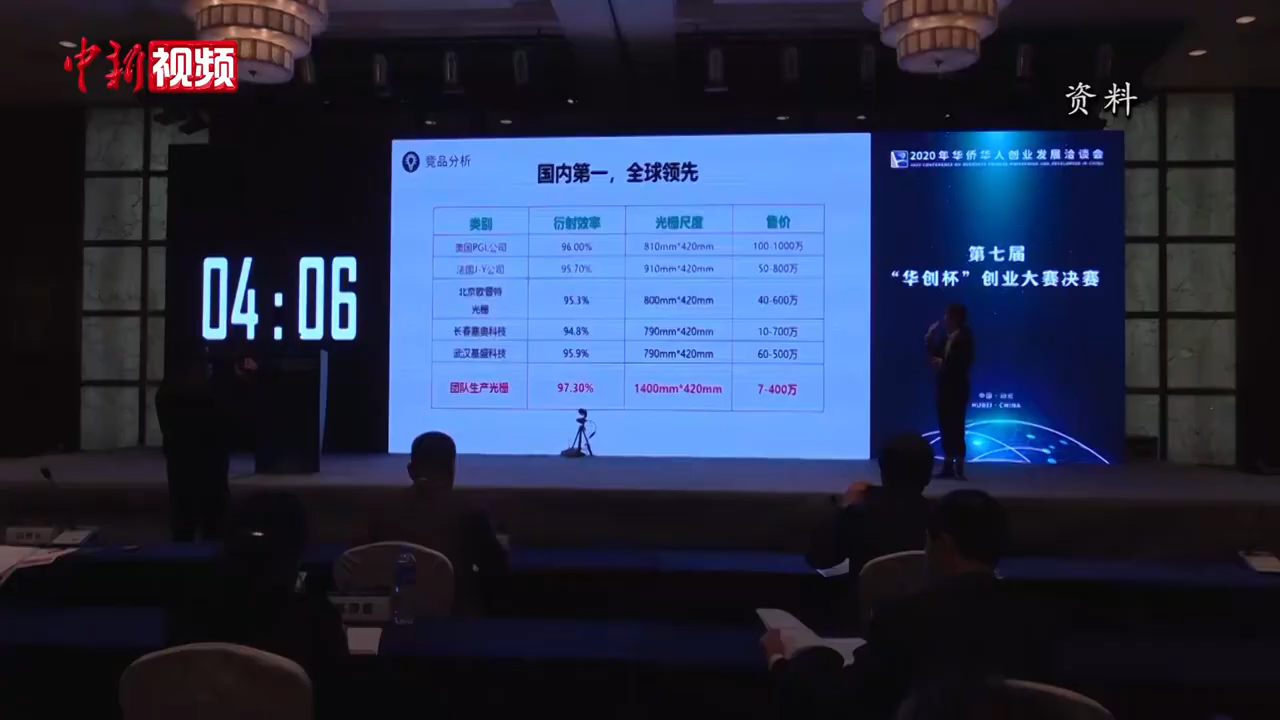 中新视频
资料
04:06
竞品分析
国内第一，全球领先
类别 衍射效率 光栅尺度 售价
美国PGL公司 96.00% 810mm*420mm 100-1000万
法国J-Y公司 95.70% 910mm*420mm 50-800万
光栅 95.3% 800mm*420mm 40-600万
长春塞奥科技 94.8% 790mm*420mm 10-700万
武汉基盛科技 95.9% 790mm*420mm 60-500万
团队生产光栅 97.30% 1400mm*420mm 7-400万
2020年华侨华人创业发展洽谈会
第七届
“华创杯”创业大赛决赛
中国·湖北
HUBEI·CHINA